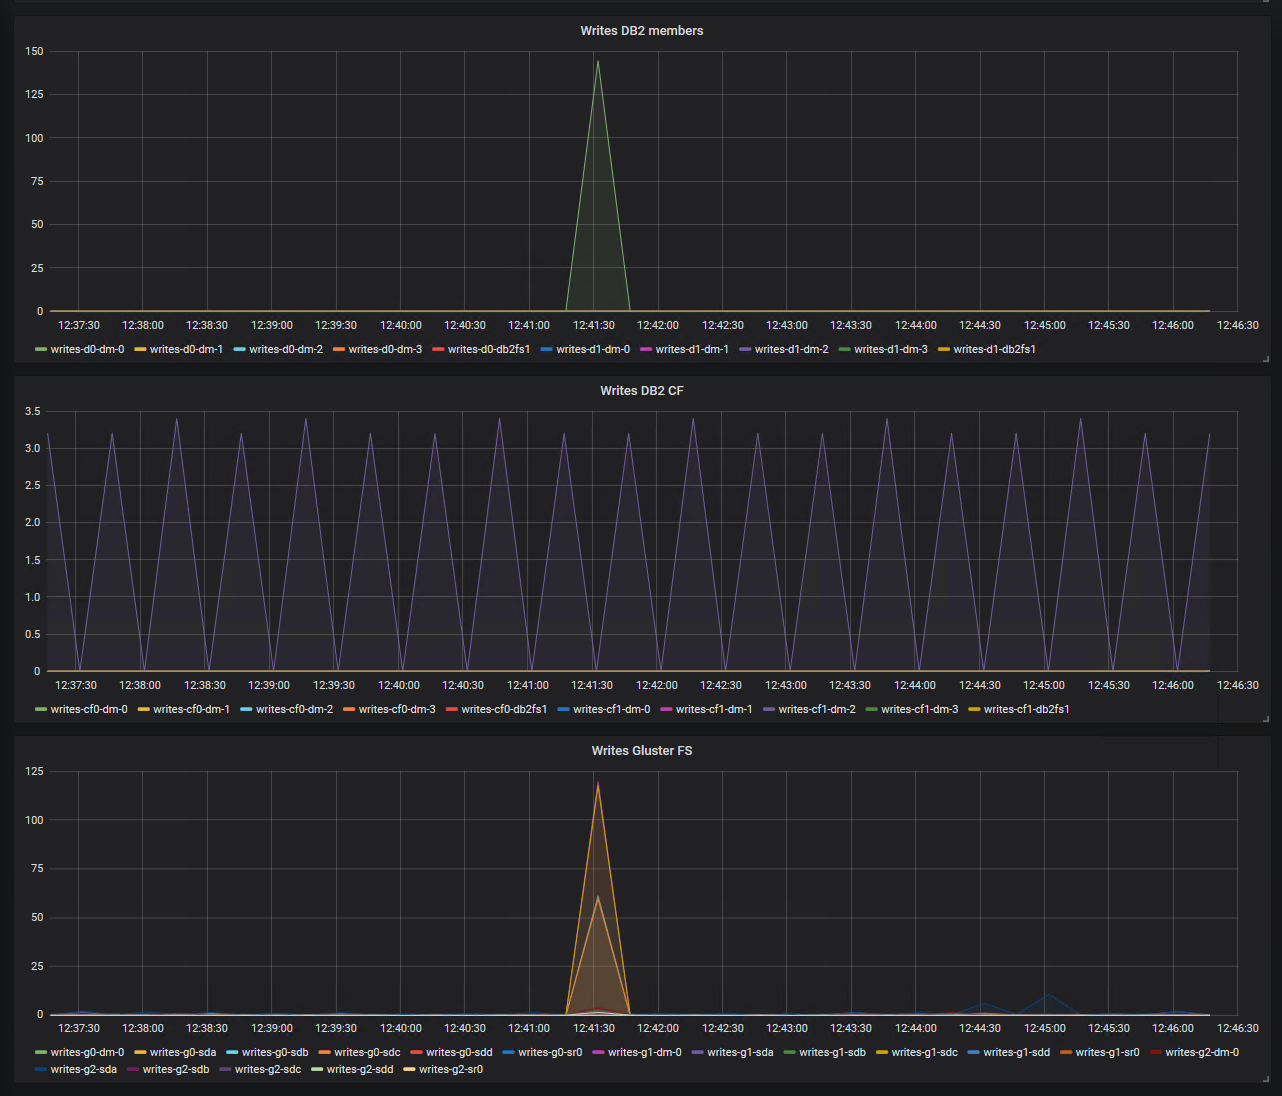 Writes DB2 members
150
125
100
75
50
25
0
12:37:30 12:38:00 12:38:30 12:39:00 12:39:30 12:40:00 12:40:30 12:41:00 12:41:30 12:42:00 12:42:30 12:43:00 12:43:30 12:44:00 12:44:30 12:45:00 12:45:30 12:46:00 12:46:30
writes-d0-dm-0 writes-d0-dm-1 writes-d0-dm-2 writes-d0-dm-3 writes-d0-db2fs1 writes-d1-dm-0 writes-d1-dm-1 writes-d1-dm-2 writes-d1-dm-3 writes-d1-db2fs1
Writes DB2 CF
3.5
3.0
2.5
2.0
1.5
1.0
0.5
0
12:37:30 12:38:00 12:38:30 12:39:00 12:39:30 12:40:00 12:40:30 12:41:00 12:41:30 12:42:00 12:42:30 12:43:00 12:43:30 12:44:00 12:44:30 12:45:00 12:45:30 12:46:00 12:46:30
writes-cf0-dm-0 writes-cf0-dm-1 writes-cf0-dm-2 writes-cf0-dm-3 writes-cf0-db2fs1 writes-cf1-dm-0 writes-cf1-dm-1 writes-cf1-dm-2 writes-cf1-dm-3 writes-cf1-db2fs1
Writes Gluster FS
125
100
75
50
25
0
12:37:30 12:38:00 12:38:30 12:39:00 12:39:30 12:40:00 12:40:30 12:41:00 12:41:30 12:42:00 12:42:30 12:43:00 12:43:30 12:44:00 12:44:30 12:45:00 12:45:30 12:46:00 12:46:30
writes-g0-dm-0 writes-g0-sda writes-g0-sdb writes-g0-sdc writes-g0-sdd writes-g0-sr0 writes-g1-dm-0 writes-g1-sda writes-g1-sdb writes-g1-sdc writes-g1-sdd writes-g1-sr0 writes-g2-dm-0
writes-g2-sda writes-g2-sdb writes-g2-sdc writes-g2-sdd writes-g2-sr0